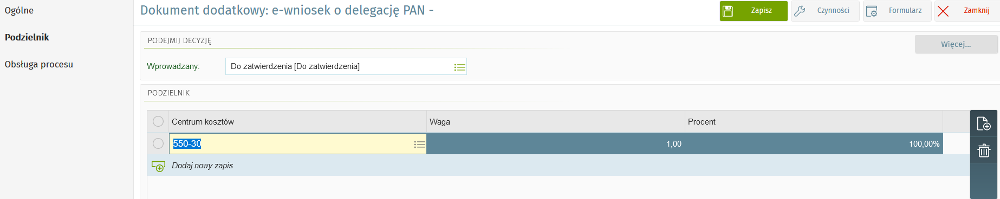 Ogólne
Podzielnik
Obsługa procesu
Dokument dodatkowy: e-wniosek o delegację PAN -
Zapisz
Czynności
Formularz
Zamknij
PODEJMIJ DECYZJĘ
Więcej...
Wprowadzany:
Do zatwierdzenia [Do zatwierdzenia]
PODZIELNIK
Centrum kosztów Waga Procent
550-30 1,00 100,00%
Dodaj nowy zapis